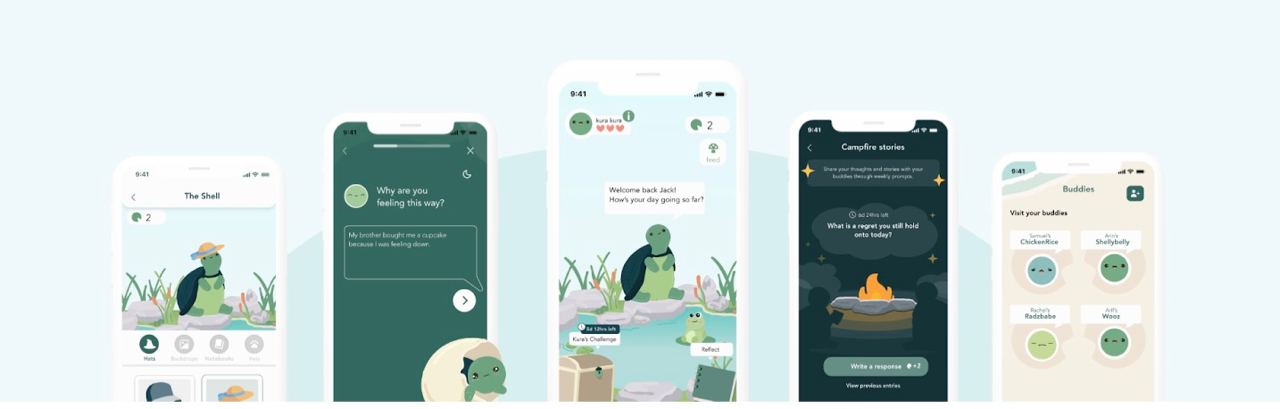 9:41
The Shell
2
Hats
Backdrops
Notebooks
Pets
9:41
Why are you
feeling this way?
My brother bought me a cupcake
because I was feeling down.
9:41
kura kura
i
2
feed
Welcome back Jack!
How's your day going so far?
6d 12hrs left
Kura's Challenge
Reflect
9:41
Campfire stories
Share your thoughts and stories with your
buddies through weekly prompts.
6d 24hrs left
What is a regret you still hold
onto today?
Write a response
+2
View previous entries
9:41
Buddies
Visit your buddies
Samuel's
ChickenRice
Arin's
Shellybelly
Rachel's
Radzbabe
Arif's
Wooz